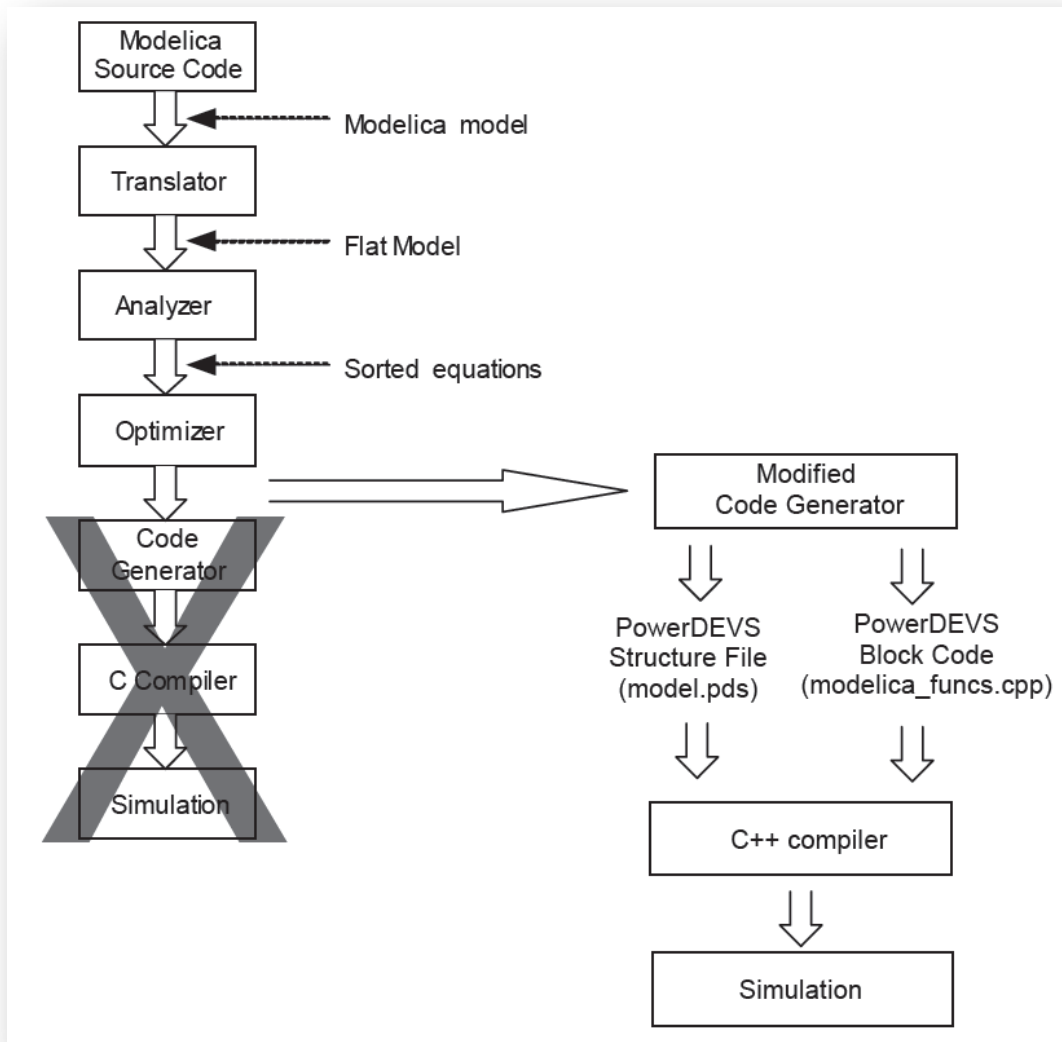 Modelica
Source Code
Modelica model
Translator
Flat Model
Analyzer
Sorted equations
Optimizer
Code
Generator
C Compiler
Simulation
Modified
Code Generator
PowerDEVS
Structure File
(model.pds)
PowerDEVS
Block Code
(modelica_funcs.cpp)
C++ compiler
Simulation